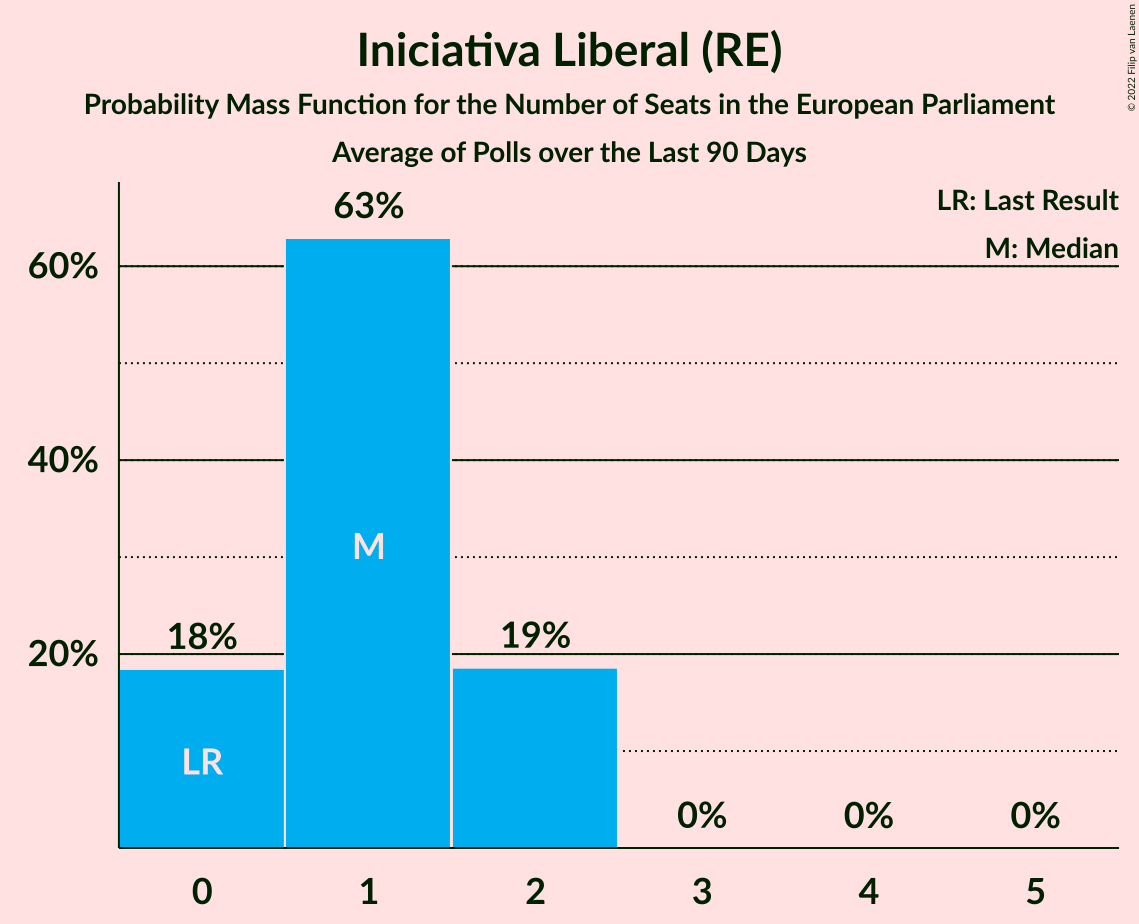 Iniciativa Liberal (RE)
Probability Mass Function for the Number of Seats in the European Parliament
Average of Polls over the Last 90 Days
© 2022 Filip van Laenen
LR: Last Result
M: Median
63%
60%
40%
M
18%
19%
20%
LR
0%
0%
0%
0
1
2
3
4
5